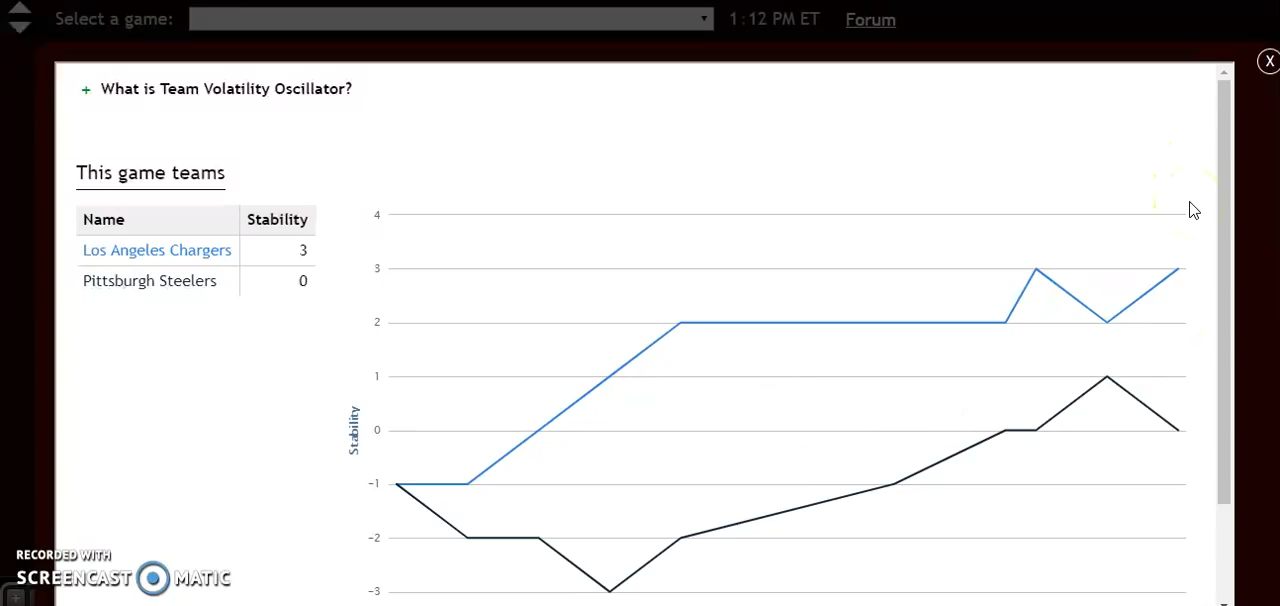 Select a game:
1:12 PM ET
Forum
X
+ What is Team Volatility Oscillator?
This game teams
Name Stability
Los Angeles Chargers 3
Pittsburgh Steelers 0
4
3
2
1
0
-1
-2
-3
Stability
RECORDED WITH
SCREENCAST MATIC